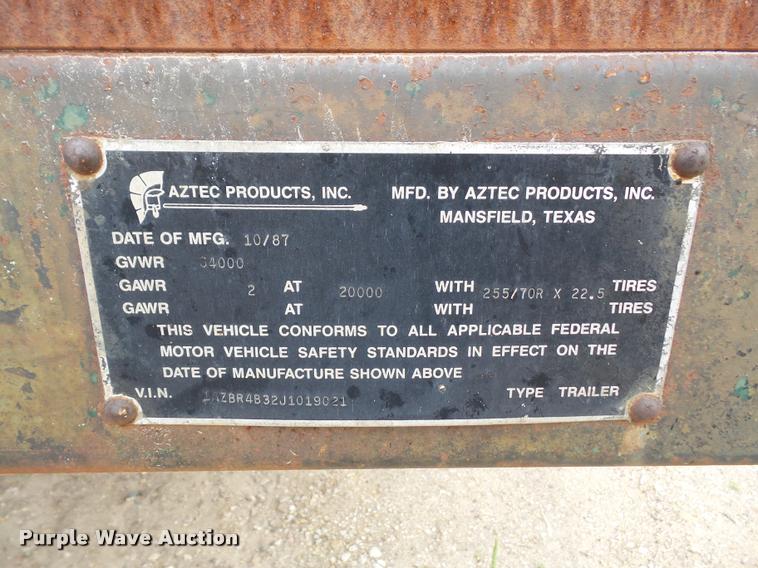 AZTEC PRODUCTS, INC.
MFD. BY AZTEC PRODUCTS, INC.
MANSFIELD, TEXAS
DATE OF MFG. 10/87
GVWR 34000
GAWR 2 AT 20000 WITH 255/70R X 22.5 TIRES
GAWR AT WITH TIRES
THIS VEHICLE CONFORMS TO ALL APPLICABLE FEDERAL
MOTOR VEHICLE SAFETY STANDARDS IN EFFECT ON THE
DATE OF MANUFACTURE SHOWN ABOVE
V.I.N. TYPE TRAILER
Purple Wave Auction